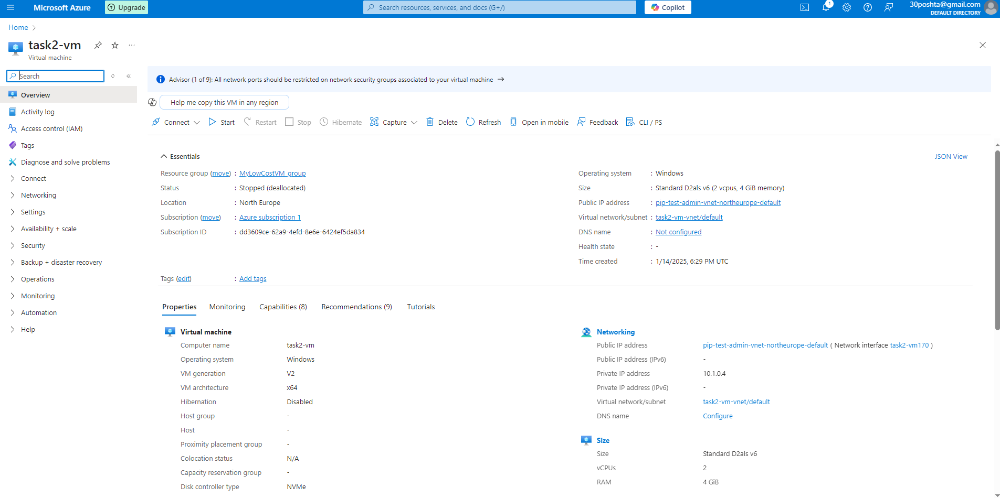 Microsoft Azure
Upgrade
Search resources, services, and docs (G+/)
Copilot
1
30poshta@gmail.com
DEFAULT DIRECTORY
Home
task2-vm
Virtual machine
Search
Overview
Activity log
Access control (IAM)
Tags
Diagnose and solve problems
Connect
Networking
Settings
Availability + scale
Security
Backup + disaster recovery
Operations
Monitoring
Automation
Help
Advisor (1 of 9): All network ports should be restricted on network security groups associated to your virtual machine →
Help me copy this VM in any region
Connect Start Restart Stop Hibernate Capture Delete Refresh Open in mobile Feedback CLI / PS
Essentials
JSON View
Resource group (move) : MyLowCostVM_group
Status : Stopped (deallocated)
Location : North Europe
Subscription (move) : Azure subscription 1
Subscription ID : dd3609ce-62a9-4efd-8e6e-6424ef5da834
Operating system : Windows
Size : Standard D2als v6 (2 vcpus, 4 GiB memory)
Public IP address : pip-test-admin-vnet-northeurope-default
Virtual network/subnet : task2-vm-vnet/default
DNS name : Not configured
Health state : -
Time created : 1/14/2025, 6:29 PM UTC
Tags (edit) : Add tags
Properties Monitoring Capabilities (8) Recommendations (9) Tutorials
Virtual machine
Computer name task2-vm
Operating system Windows
VM generation V2
VM architecture x64
Hibernation Disabled
Host group -
Host -
Proximity placement group -
Colocation status N/A
Capacity reservation group -
Disk controller type NVMe
Networking
Public IP address pip-test-admin-vnet-northeurope-default ( Network interface task2-vm170 )
Public IP address (IPv6) -
Private IP address 10.1.0.4
Private IP address (IPv6) -
Virtual network/subnet task2-vm-vnet/default
DNS name Configure
Size
Size Standard D2als v6
vCPUs 2
RAM 4 GiB